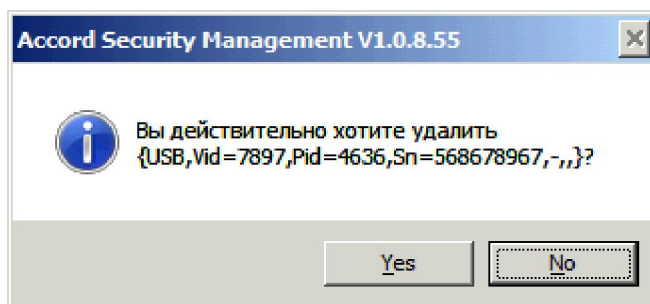 Accord Security Management V1.0.8.55
Вы действительно хотите удалить
{USB,Vid=7897,Pid=4636,Sn=568678967,-,,}?
Yes
No